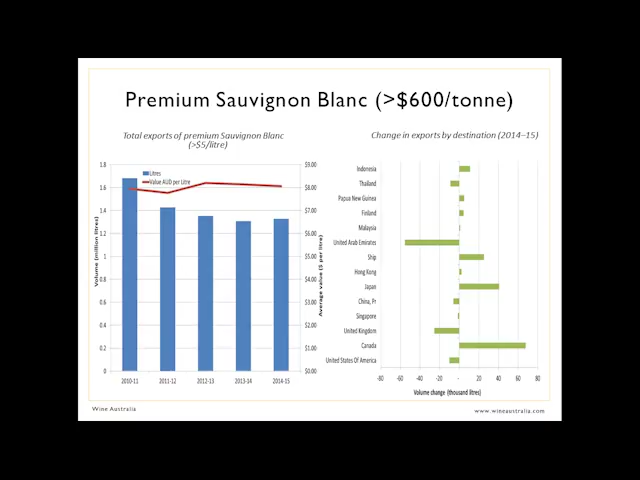 Premium Sauvignon Blanc (>$600/tonne)
Total exports of premium Sauvignon Blanc
(>$5/litre)
Litres
Value AUD per Litre
Volume (million litres)
1.8
1.6
1.4
1.2
1
0.8
0.6
0.4
0.2
0
$9.00
$8.00
$7.00
$6.00
$5.00
$4.00
$3.00
$2.00
$1.00
$0.00
Average value ($ per litre)
2010-11 2011-12 2012-13 2013-14 2014-15
Change in exports by destination (2014–15)
Indonesia
Thailand
Papua New Guinea
Finland
Malaysia
United Arab Emirates
Ship
Hong Kong
Japan
China, Pr
Singapore
United Kingdom
Canada
United States Of America
-80 -60 -40 -20 - 20 40 60 80
Volume change (thousand litres)
Wine Australia
www.wineaustralia.com